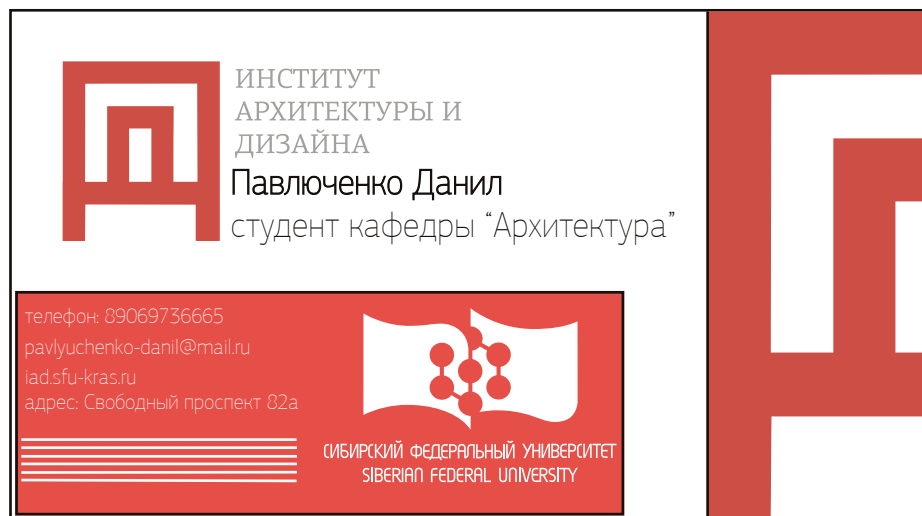 ИНСТИТУТ
АРХИТЕКТУРЫ И
ДИЗАЙНА
Павлюченко Данил
студент кафедры “Архитектура”
телефон: 89069736665
pavlyuchenko-danil@mail.ru
iad.sfu-kras.ru
адрес: Свободный проспект 82а
СИБИРСКИЙ ФЕДЕРАЛЬНЫЙ УНИВЕРСИТЕТ
SIBERIAN FEDERAL UNIVERSITY